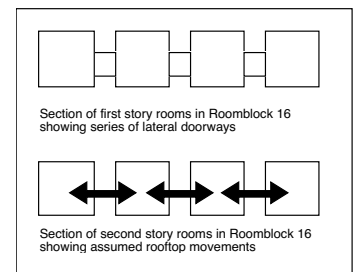 Section of first story rooms in Roomblock 16
showing series of lateral doorways
Section of second story rooms in Roomblock 16
showing assumed rooftop movements